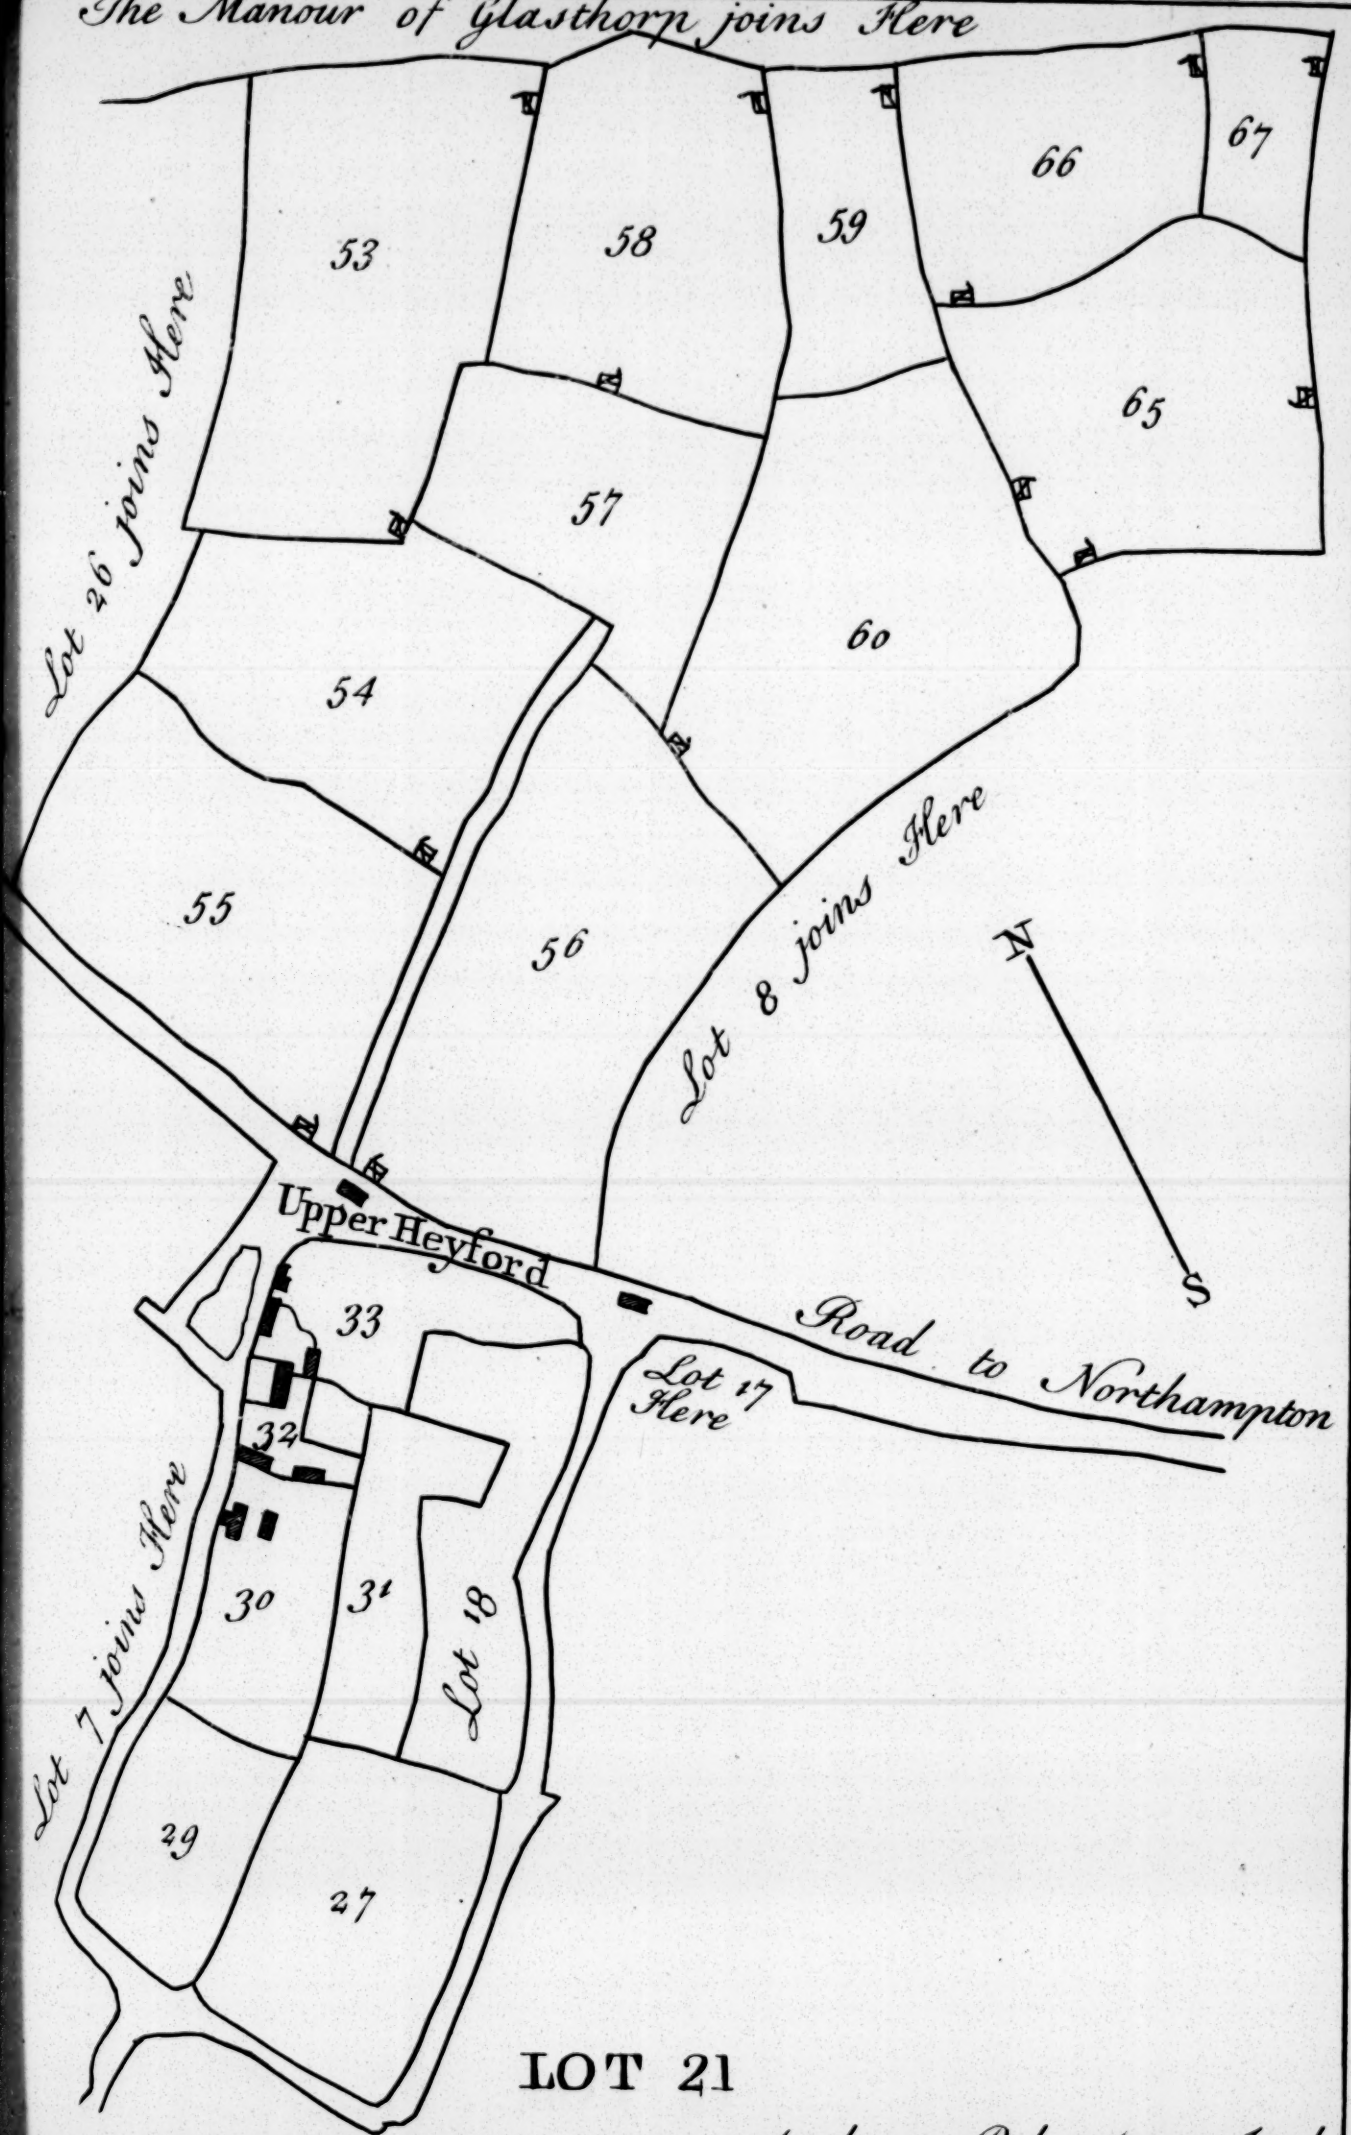 The Manour of Glasthorp joins Here
67
66
59
58
53
Lot 26 joins Here
65
57
60
54
55
56
Lot 8 joins Here
N
S
Upper Heyford
33
Road to Northampton
Lot 17
Here
32
30
31
Lot 18
Lot 7 joins Here
29
27
LOT 21